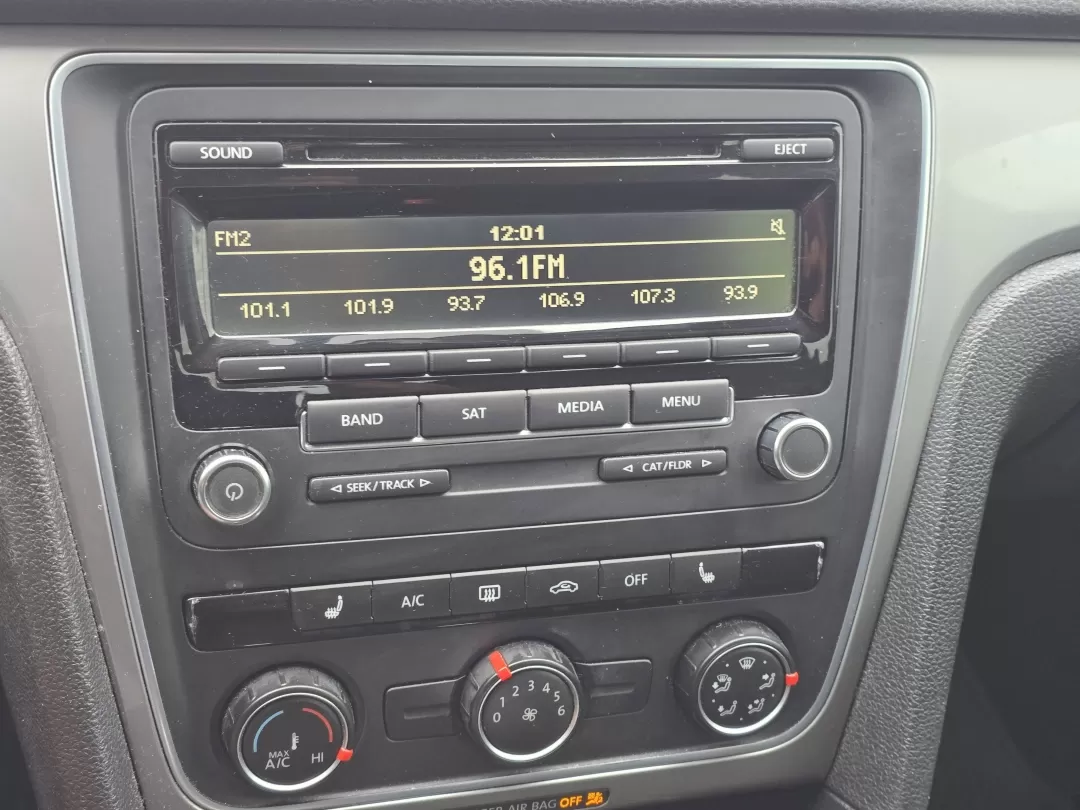 SOUND EJECT
FM2 12:01
96.1FM
101.1 101.9 93.7 106.9 107.3 93.9
BAND SAT MEDIA MENU
SEEK/TRACK CAT/FLDR
A/C OFF
MAX A/C HI
0 1 2 3 4 5 6
AIR BAG OFF